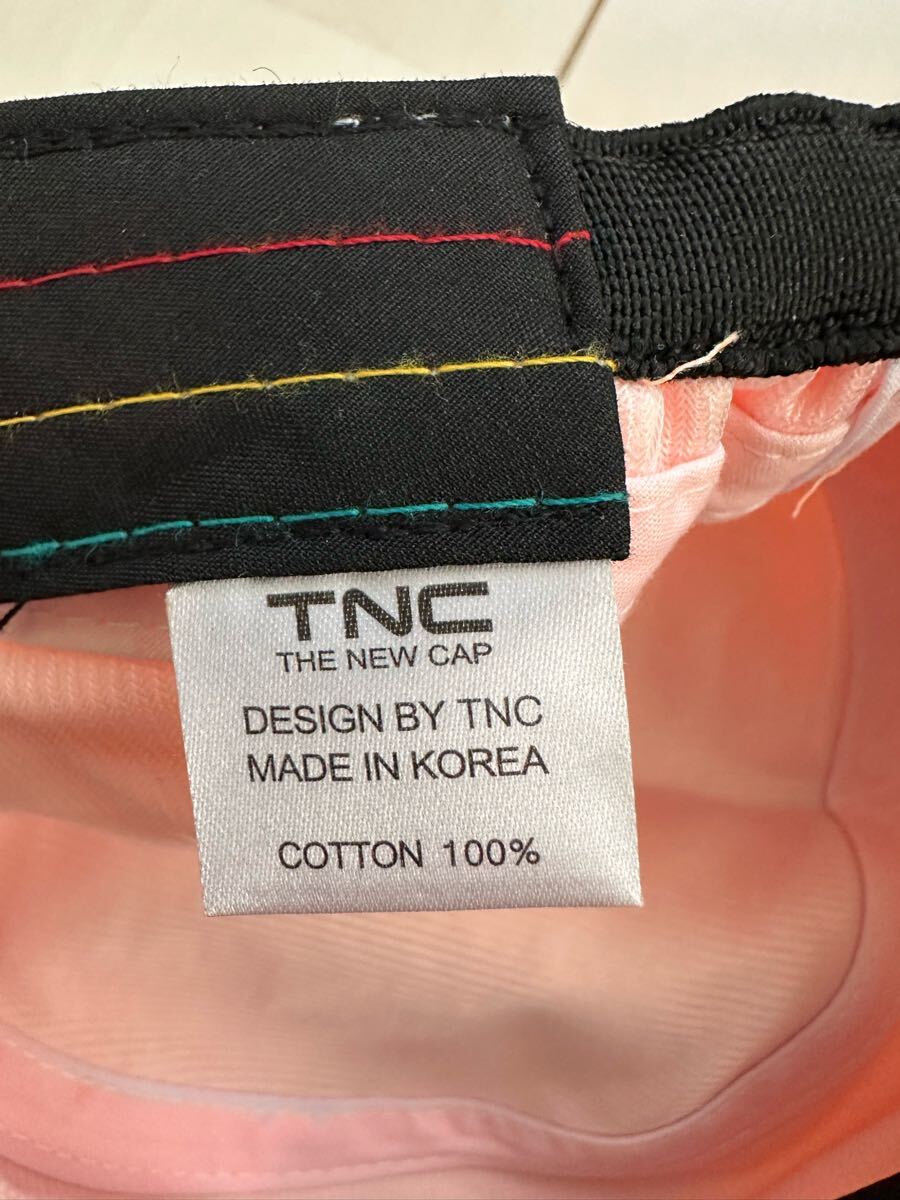 TNC
THE NEW CAP
DESIGN BY TNC
MADE IN KOREA
COTTON 100%